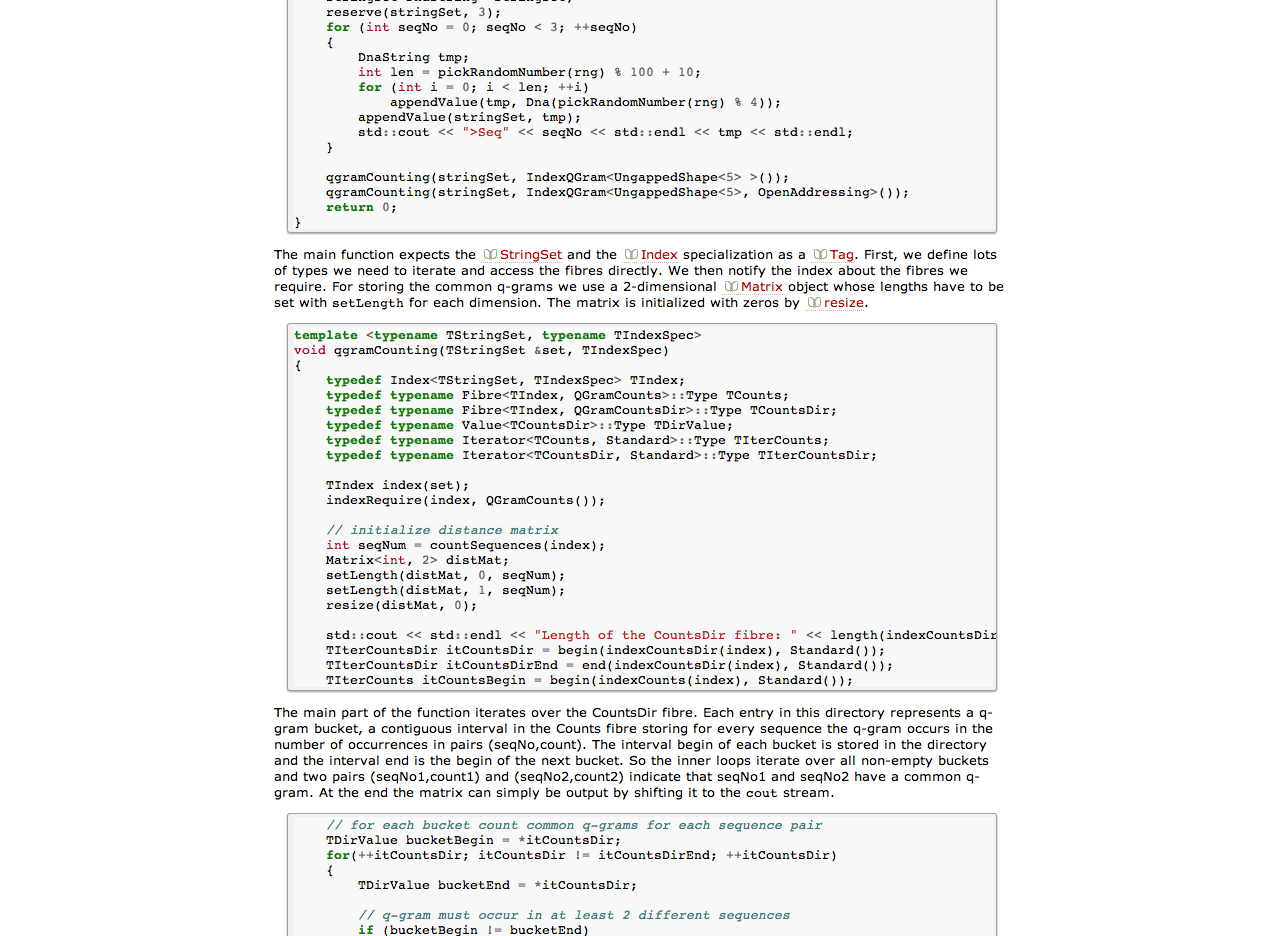 reserve(stringSet, 3);
for (int seqNo = 0; seqNo < 3; ++seqNo)
{
DnaString tmp;
int len = pickRandomNumber(rng) % 100 + 10;
for (int i = 0; i < len; ++i)
appendValue(tmp, Dna(pickRandomNumber(rng) % 4));
appendValue(stringSet, tmp);
std::cout << ">Seq" << seqNo << std::endl << tmp << std::endl;
}
qgramCounting(stringSet, IndexQGram<UngappedShape<5> >());
qgramCounting(stringSet, IndexQGram<UngappedShape<5>, OpenAddressing>());
return 0;
}
The main function expects the StringSet and the Index specialization as a Tag. First, we define lots
of types we need to iterate and access the fibres directly. We then notify the index about the fibres we
require. For storing the common q-grams we use a 2-dimensional Matrix object whose lengths have to be
set with setLength for each dimension. The matrix is initialized with zeros by resize.
template <typename TStringSet, typename TIndexSpec>
void qgramCounting(TStringSet &set, TIndexSpec)
{
typedef Index<TStringSet, TIndexSpec> TIndex;
typedef typename Fibre<TIndex, QGramCounts>::Type TCounts;
typedef typename Fibre<TIndex, QGramCountsDir>::Type TCountsDir;
typedef typename Value<TCountsDir>::Type TDirValue;
typedef typename Iterator<TCounts, Standard>::Type TIterCounts;
typedef typename Iterator<TCountsDir, Standard>::Type TIterCountsDir;
TIndex index(set);
indexRequire(index, QGramCounts());
// initialize distance matrix
int seqNum = countSequences(index);
Matrix<int, 2> distMat;
setLength(distMat, 0, seqNum);
setLength(distMat, 1, seqNum);
resize(distMat, 0);
std::cout << std::endl << "Length of the CountsDir fibre: " << length(indexCountsDir
TIterCountsDir itCountsDir = begin(indexCountsDir(index), Standard());
TIterCountsDir itCountsDirEnd = end(indexCountsDir(index), Standard());
TIterCounts itCountsBegin = begin(indexCounts(index), Standard());
The main part of the function iterates over the CountsDir fibre. Each entry in this directory represents a q-
gram bucket, a contiguous interval in the Counts fibre storing for every sequence the q-gram occurs in the
number of occurrences in pairs (seqNo,count). The interval begin of each bucket is stored in the directory
and the interval end is the begin of the next bucket. So the inner loops iterate over all non-empty buckets
and two pairs (seqNo1,count1) and (seqNo2,count2) indicate that seqNo1 and seqNo2 have a common q-
gram. At the end the matrix can simply be output by shifting it to the cout stream.
// for each bucket count common q-grams for each sequence pair
TDirValue bucketBegin = *itCountsDir;
for(++itCountsDir; itCountsDir != itCountsDirEnd; ++itCountsDir)
{
TDirValue bucketEnd = *itCountsDir;
// q-gram must occur in at least 2 different sequences
if (bucketBegin != bucketEnd)